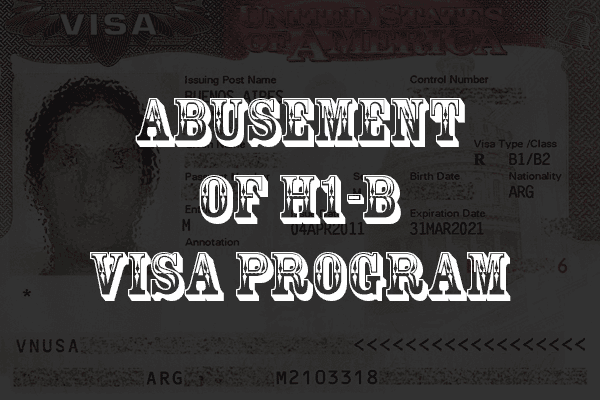 VISA UNITED STATES
OF AMERICA
Issuing Post Name Control Number
BUENOS AIRES
ABUSEMENT
Visa Type /Class
R B1/B2
Birth Date Nationality
OF H1-B
M ARG
Expiration Date
04APR2011 31MAR2021
Annotation
VISA PROGRAM
6
*
VNUSA <<<<<<<<<<<<<<<<<<
ARG M2103318